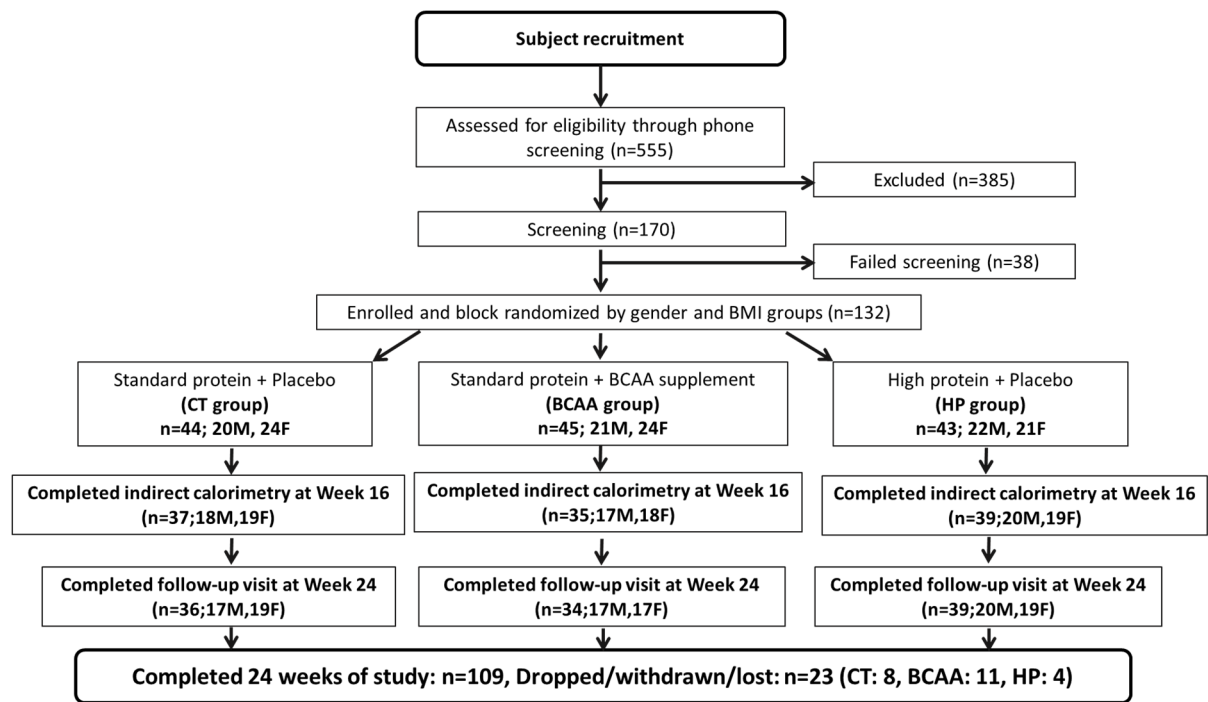 Subject recruitment
Assessed for eligibility through phone
screening (n=555)
Excluded (n=385)
Screening (n=170)
Failed screening (n=38)
Enrolled and block randomized by gender and BMI groups (n=132)
Standard protein + Placebo
(CT group)
n=44; 20M, 24F
Standard protein + BCAA supplement
(BCAA group)
n=45; 21M, 24F
High protein + Placebo
(HP group)
n=43; 22M, 21F
Completed indirect calorimetry at Week 16
(n=37;18M,19F)
Completed indirect calorimetry at Week 16
(n=35;17M,18F)
Completed indirect calorimetry at Week 16
(n=39;20M,19F)
Completed follow-up visit at Week 24
(n=36;17M,19F)
Completed follow-up visit at Week 24
(n=34;17M,17F)
Completed follow-up visit at Week 24
(n=39;20M,19F)
Completed 24 weeks of study: n=109, Dropped/withdrawn/lost: n=23 (CT: 8, BCAA: 11, HP: 4)